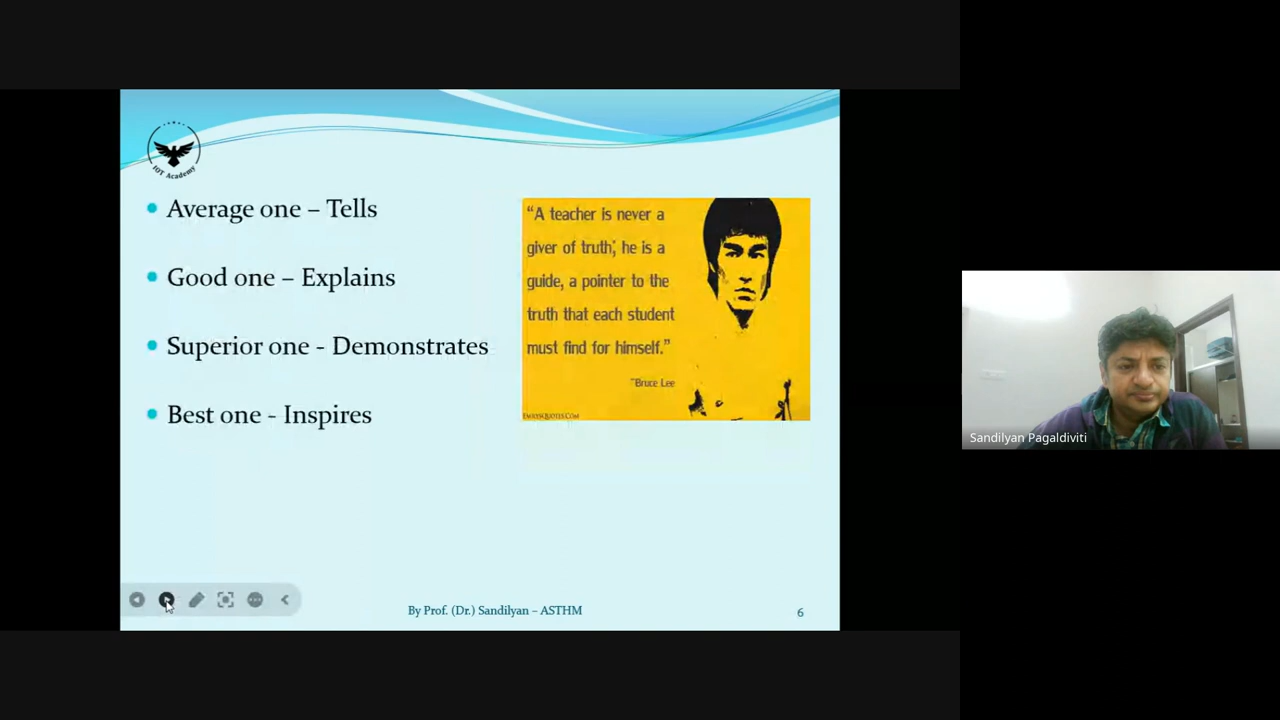 IOT Academy
Average one – Tells
Good one – Explains
Superior one - Demonstrates
Best one - Inspires
“A teacher is never a
giver of truth; he is a
guide, a pointer to the
truth that each student
must find for himself.”
~Bruce Lee
EmilysQuotes.Com
By Prof. (Dr.) Sandilyan – ASTHM
6
Sandilyan Pagaldiviti